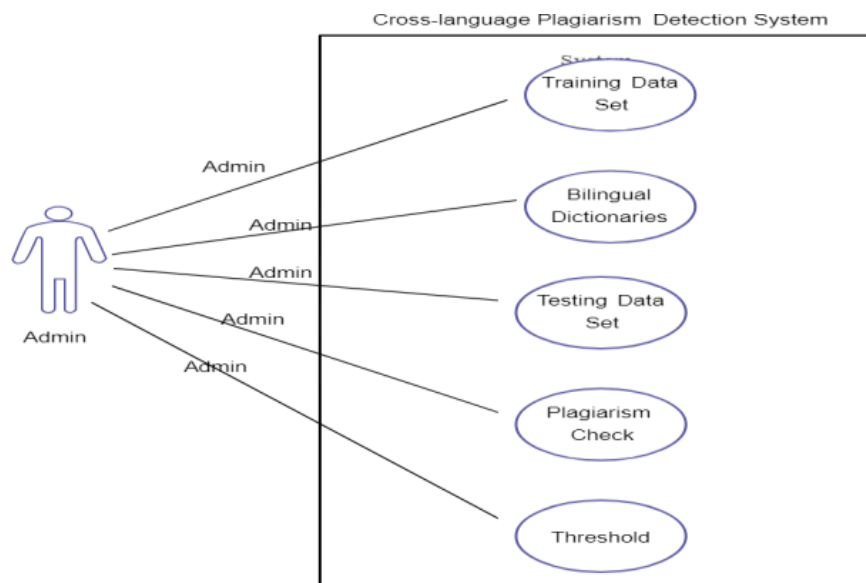 Cross-language Plagiarism Detection System
System
Training Data
Set
Admin
Bilingual
Dictionaries
Admin
Admin
Testing Data
Set
Admin
Admin
Admin
Plagiarism
Check
Threshold